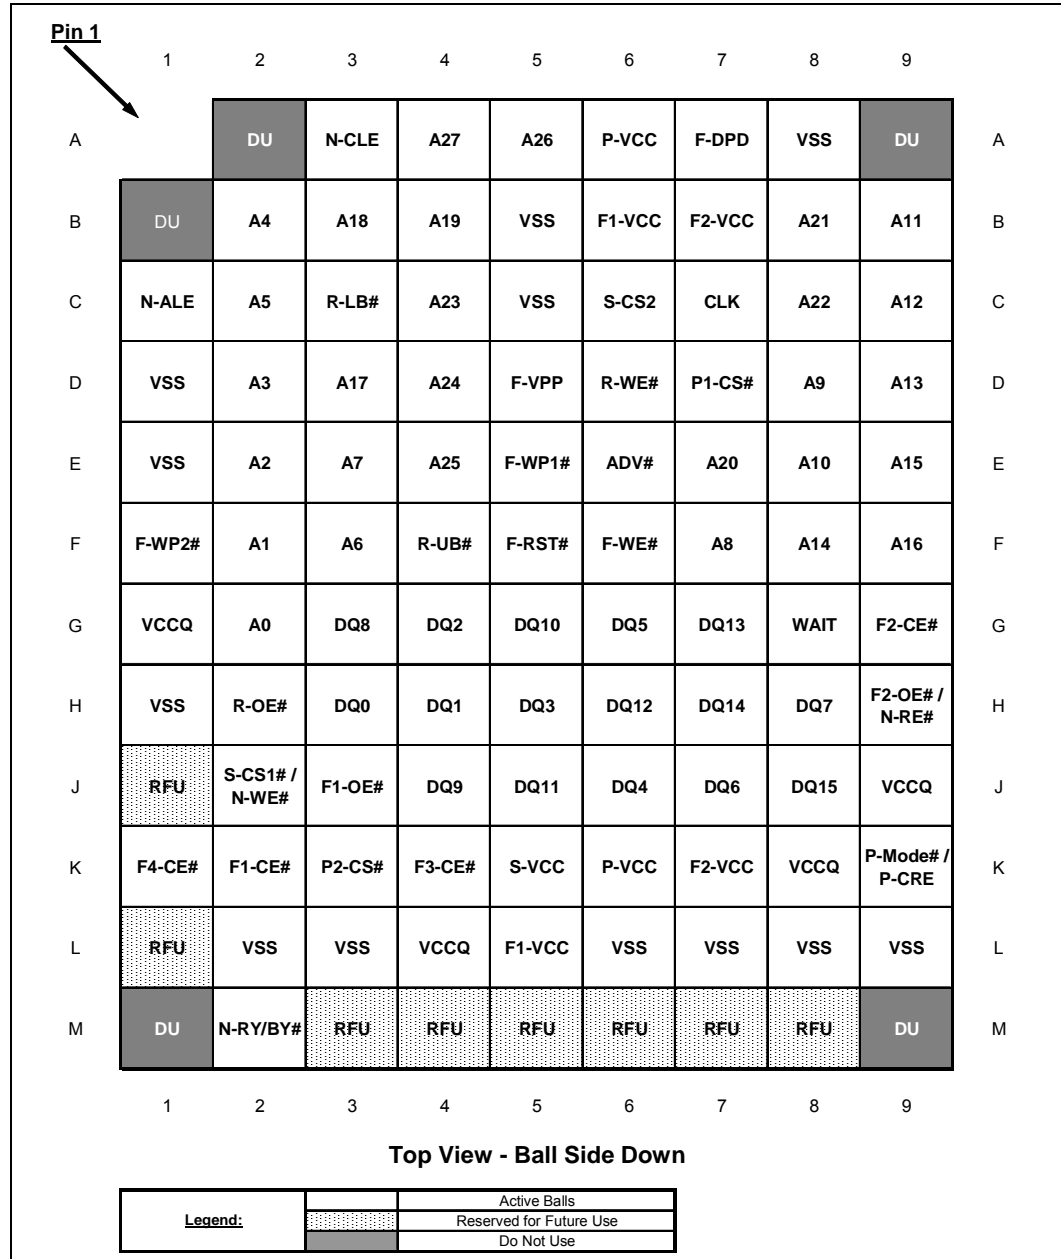 Pin 1
1 2 3 4 5 6 7 8 9
A DU N-CLE A27 A26 P-VCC F-DPD VSS DU A
B DU A4 A18 A19 VSS F1-VCC F2-VCC A21 A11 B
C N-ALE A5 R-LB# A23 VSS S-CS2 CLK A22 A12 C
D VSS A3 A17 A24 F-VPP R-WE# P1-CS# A9 A13 D
E VSS A2 A7 A25 F-WP1# ADV# A20 A10 A15 E
F F-WP2# A1 A6 R-UB# F-RST# F-WE# A8 A14 A16 F
G VCCQ A0 DQ8 DQ2 DQ10 DQ5 DQ13 WAIT F2-CE# G
H VSS R-OE# DQ0 DQ1 DQ3 DQ12 DQ14 DQ7 F2-OE# / N-RE# H
J RFU S-CS1# / N-WE# F1-OE# DQ9 DQ11 DQ4 DQ6 DQ15 VCCQ J
K F4-CE# F1-CE# P2-CS# F3-CE# S-VCC P-VCC F2-VCC VCCQ P-Mode# / P-CRE K
L RFU VSS VSS VCCQ F1-VCC VSS VSS VSS VSS L
M DU N-RY/BY# RFU RFU RFU RFU RFU RFU DU M
1 2 3 4 5 6 7 8 9
Top View - Ball Side Down
Legend:
Active Balls
Reserved for Future Use
Do Not Use